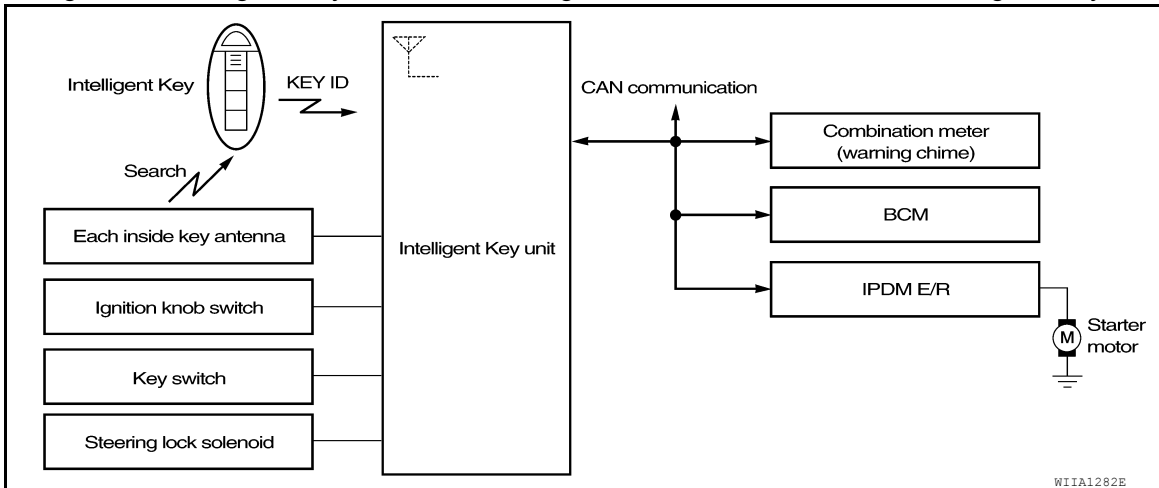 Intelligent Key
KEY ID
Search
Each inside key antenna
Ignition knob switch
Key switch
Steering lock solenoid
Intelligent Key unit
CAN communication
Combination meter
(warning chime)
BCM
IPDM E/R
M
Starter
motor
WIIA1282E